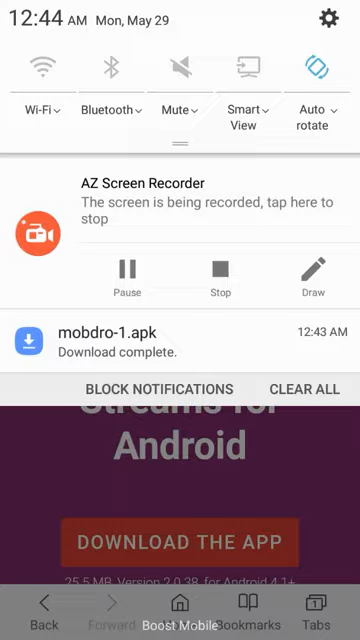 12:44 AM Mon, May 29
Wi-Fi
Bluetooth
Mute
Smart View
Auto rotate
AZ Screen Recorder
The screen is being recorded, tap here to
stop
Pause
Stop
Draw
mobdro-1.apk
12:43 AM
Download complete.
BLOCK NOTIFICATIONS
CLEAR ALL
Streams for
Android
DOWNLOAD THE APP
25.5 MB, Version 2.0.38, for Android 4.1+
Back
Forward
Bookmarks
Tabs
Boost Mobile